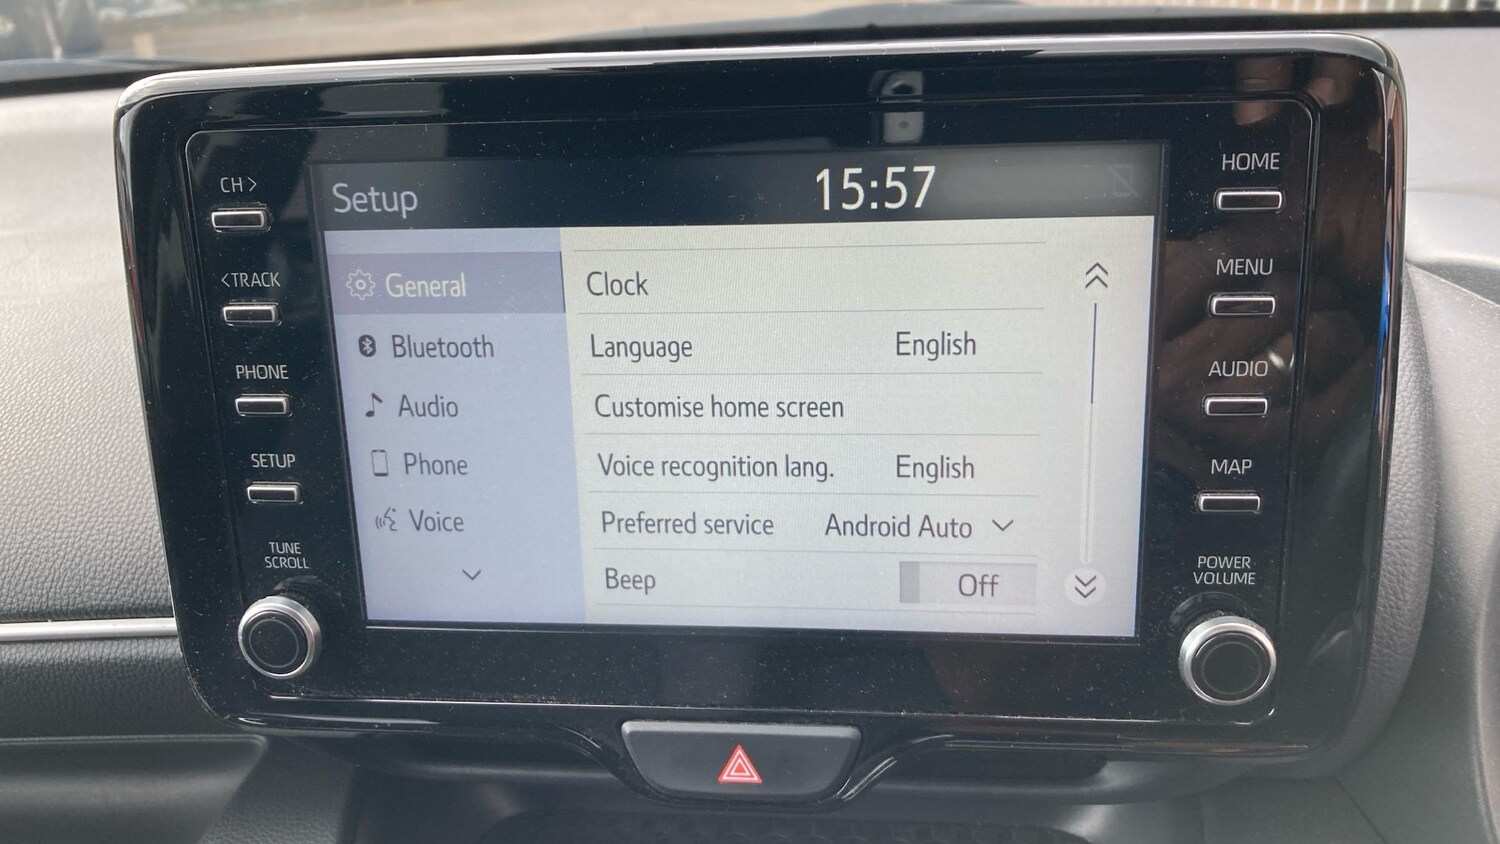 CH>
<TRACK
PHONE
SETUP
TUNE
SCROLL
Setup
15:57
General
Bluetooth
Audio
Phone
Voice
Clock
Language English
Customise home screen
Voice recognition lang. English
Preferred service Android Auto
Beep Off
HOME
MENU
AUDIO
MAP
POWER
VOLUME